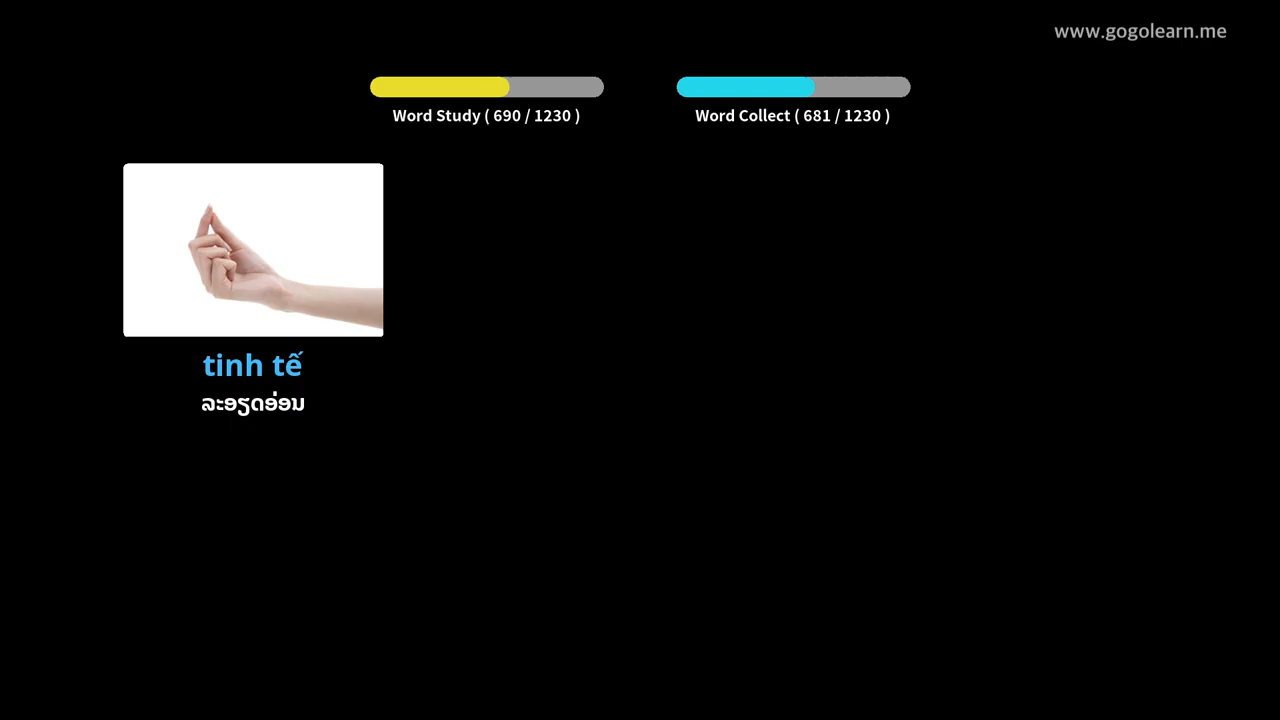 www.gogolearn.me
Word Study ( 690 / 1230 )
Word Collect ( 681 / 1230 )
tinh tế
ລະອຽດອ່ອນ